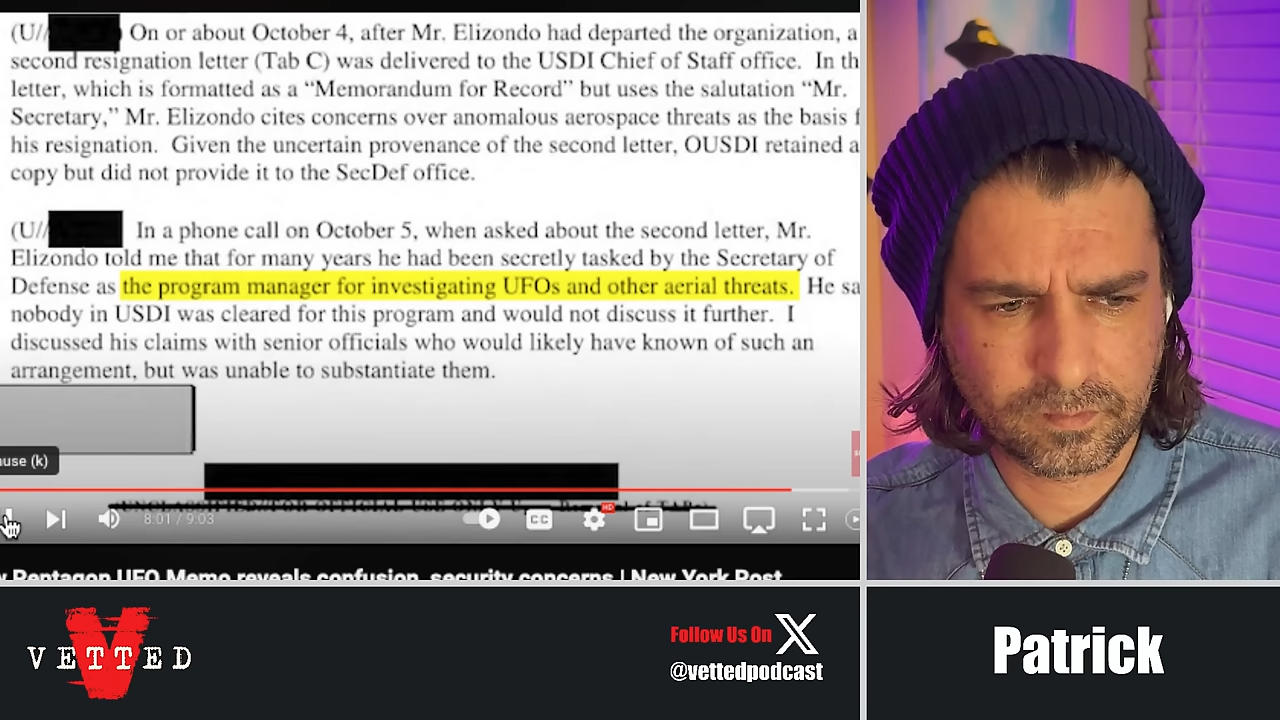 (U// On or about October 4, after Mr. Elizondo had departed the organization, a
second resignation letter (Tab C) was delivered to the USDI Chief of Staff office. In th
letter, which is formatted as a “Memorandum for Record” but uses the salutation “Mr.
Secretary,” Mr. Elizondo cites concerns over anomalous aerospace threats as the basis f
his resignation. Given the uncertain provenance of the second letter, OUSDI retained a
copy but did not provide it to the SecDef office.
(U// In a phone call on October 5, when asked about the second letter, Mr.
Elizondo told me that for many years he had been secretly tasked by the Secretary of
Defense as the program manager for investigating UFOs and other aerial threats. He sa
nobody in USDI was cleared for this program and would not discuss it further. I
discussed his claims with senior officials who would likely have known of such an
arrangement, but was unable to substantiate them.
ause (k)
8:01 / 9:03
CC
HD
w Pentagon UFO Memo reveals confusion, security concerns | New York Post
VETTED
Follow Us On X
@vettedpodcast
Patrick